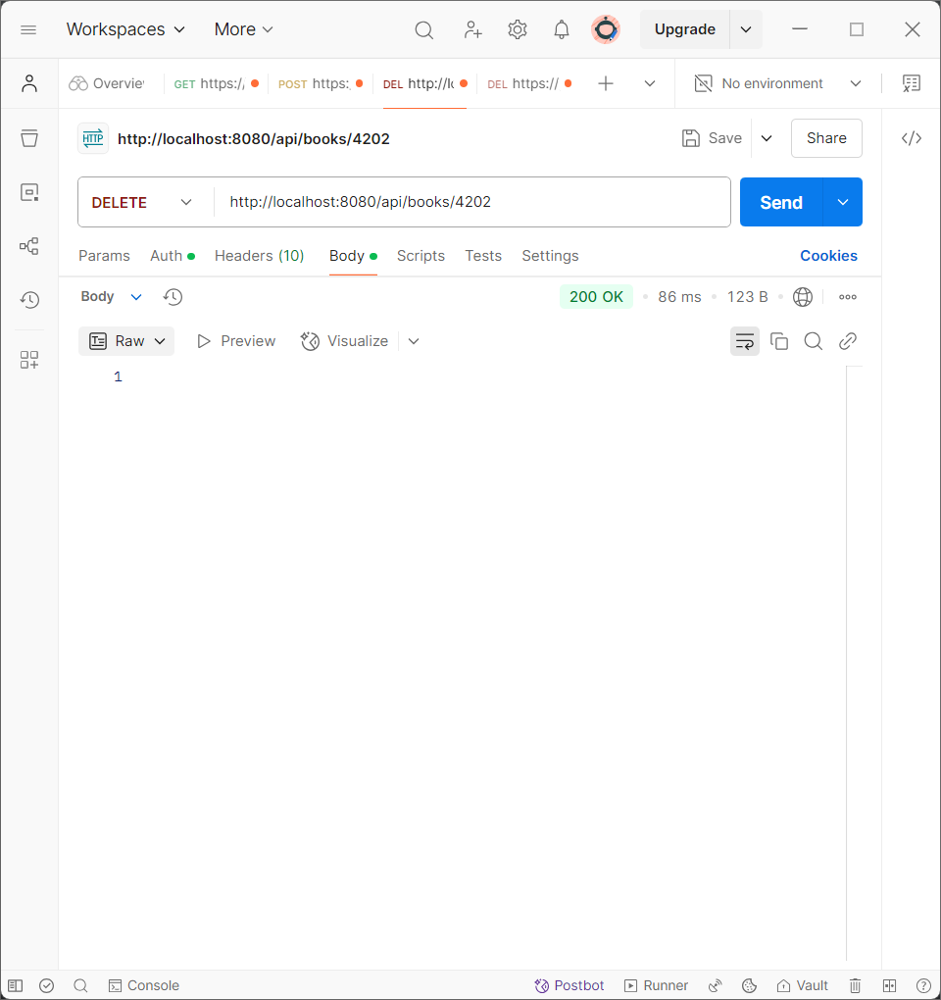 Workspaces More Upgrade
Overvie GET https:/, POST https: DEL http://lo DEL https:// No environment
HTTP http://localhost:8080/api/books/4202 Save Share
DELETE http://localhost:8080/api/books/4202 Send
Params Auth Headers (10) Body Scripts Tests Settings Cookies
Body 200 OK 86 ms 123 B
Raw Preview Visualize
1
Console Postbot Runner Vault